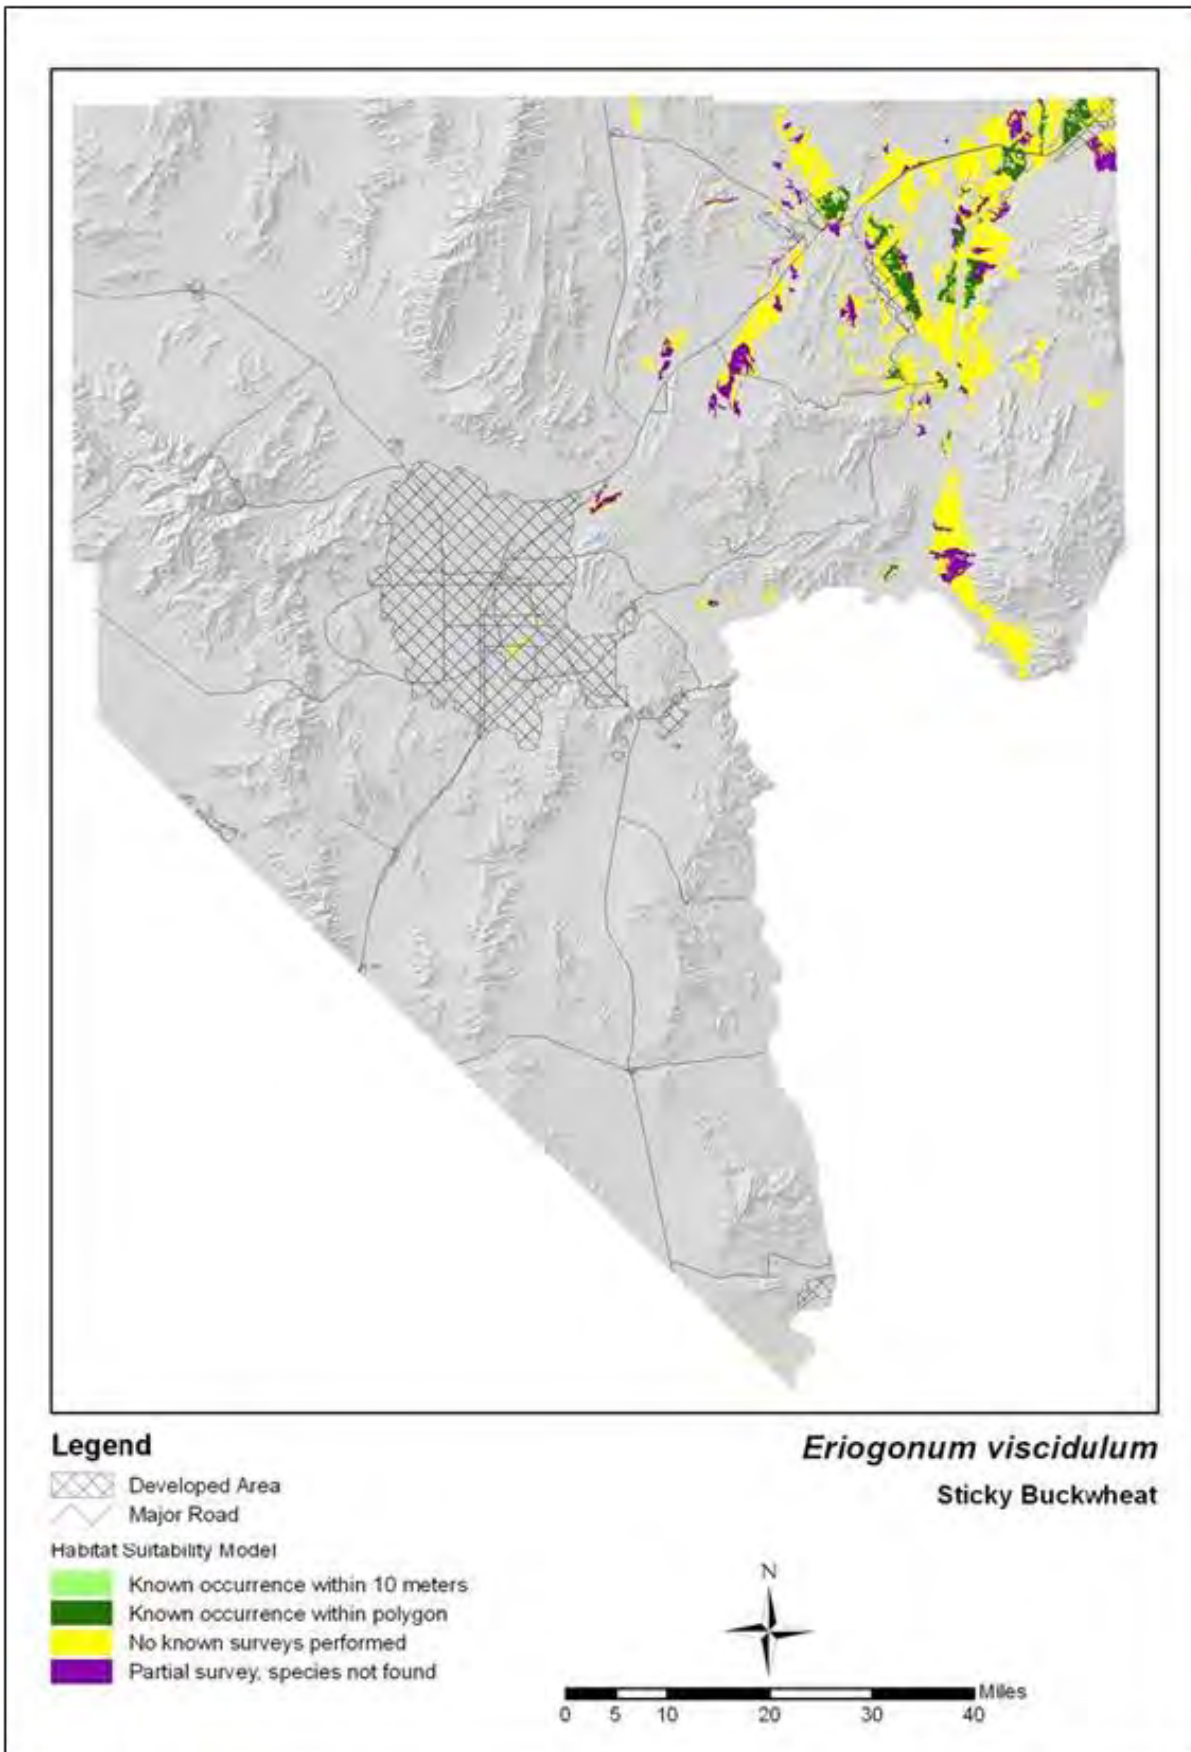 Legend
Developed Area
Major Road
Habitat Suitability Model
Known occurrence within 10 meters
Known occurrence within polygon
No known surveys performed
Partial survey, species not found
Eriogonum viscidulum
Sticky Buckwheat
N
Miles
0 5 10 20 30 40